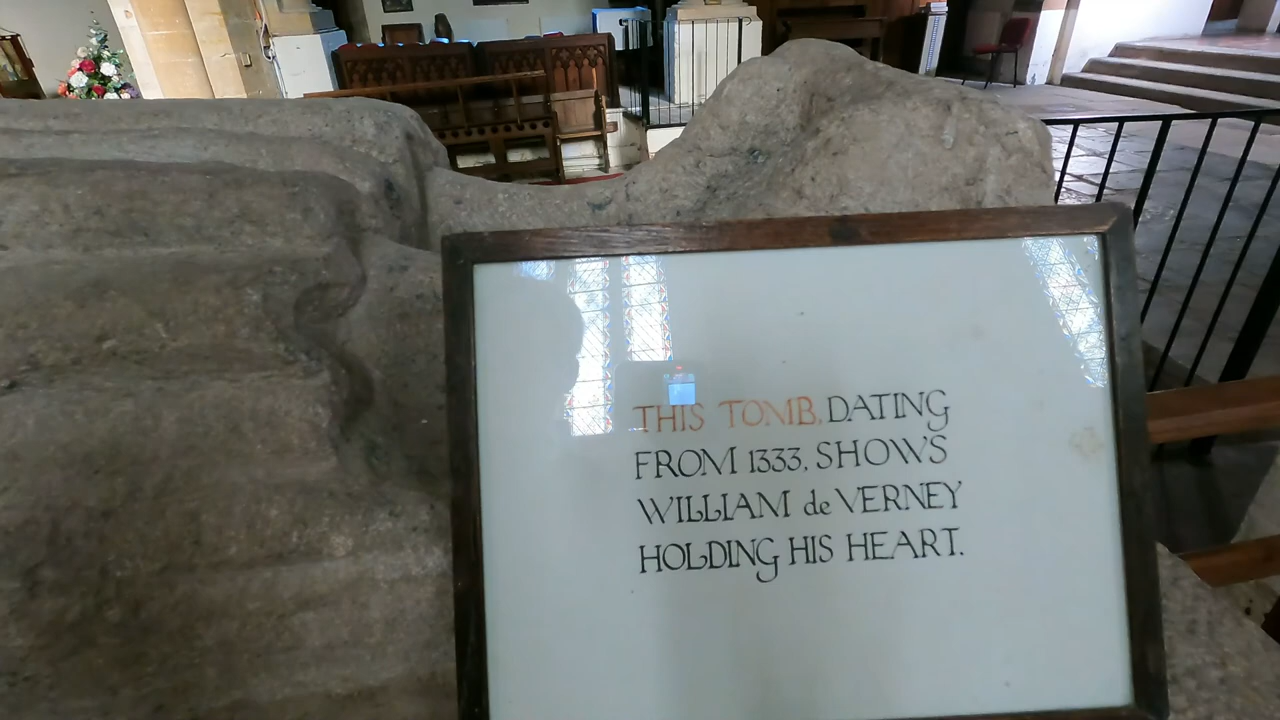 THIS TOMB, DATING
FROM 1333, SHOWS
WILLIAM de VERNEY
HOLDING HIS HEART.